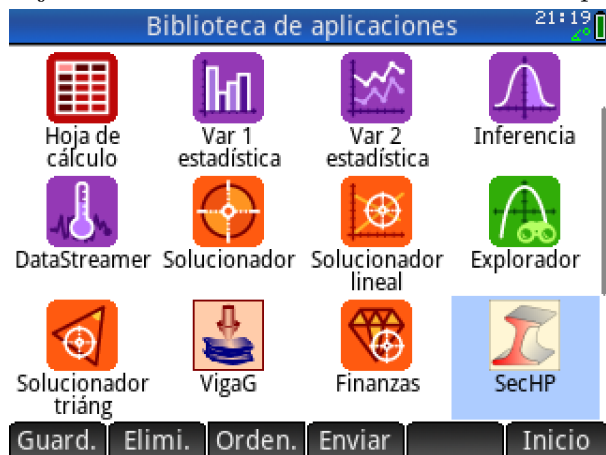 Biblioteca de aplicaciones
21:19
Hoja de
cálculo
Var 1
estadística
Var 2
estadística
Inferencia
DataStreamer
Solucionador
Solucionador
lineal
Explorador
Solucionador
triáng
VigaG
Finanzas
SecHP
Guard.
Elimi.
Orden.
Enviar
Inicio